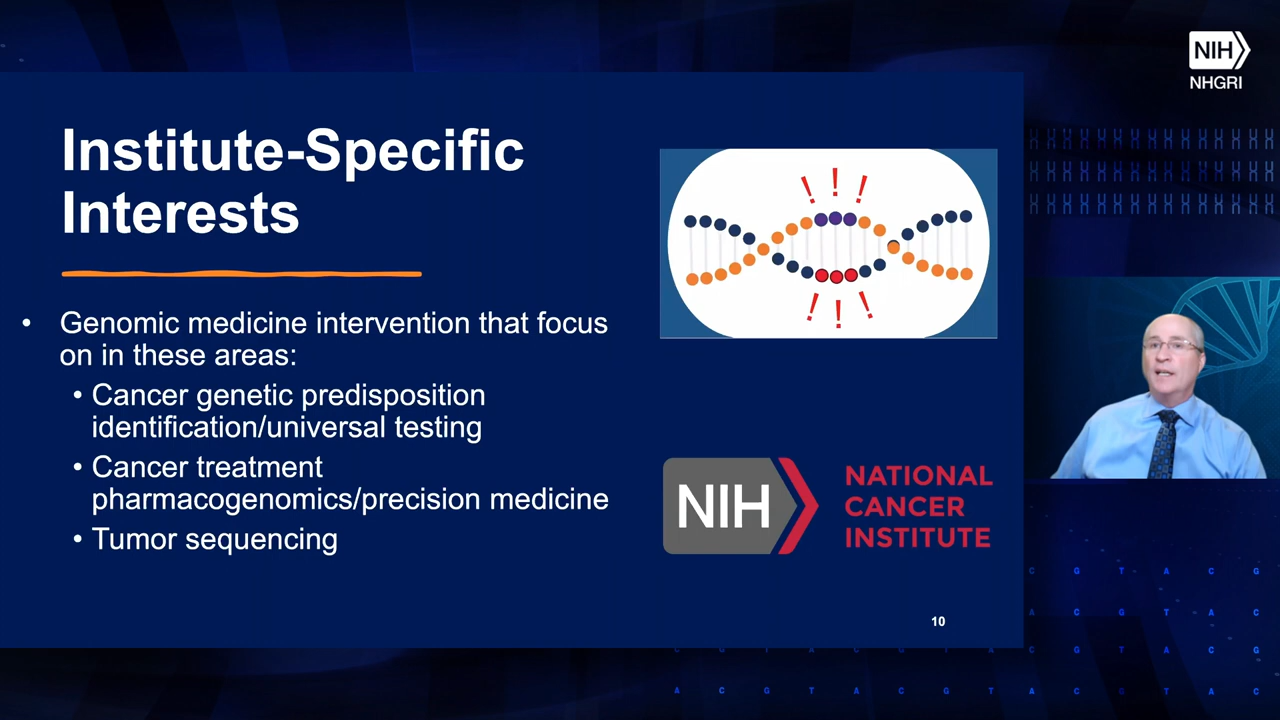 NIH
NHGRI
Institute-Specific
Interests
• Genomic medicine intervention that focus
on in these areas:
• Cancer genetic predisposition
identification/universal testing
• Cancer treatment
pharmacogenomics/precision medicine
• Tumor sequencing
! ! !
! ! !
NIH
NATIONAL
CANCER
INSTITUTE
10
C G T A C G
A C G T A C
C G T A C G T A C G T A C G
A C G T A C G T A C G T A C